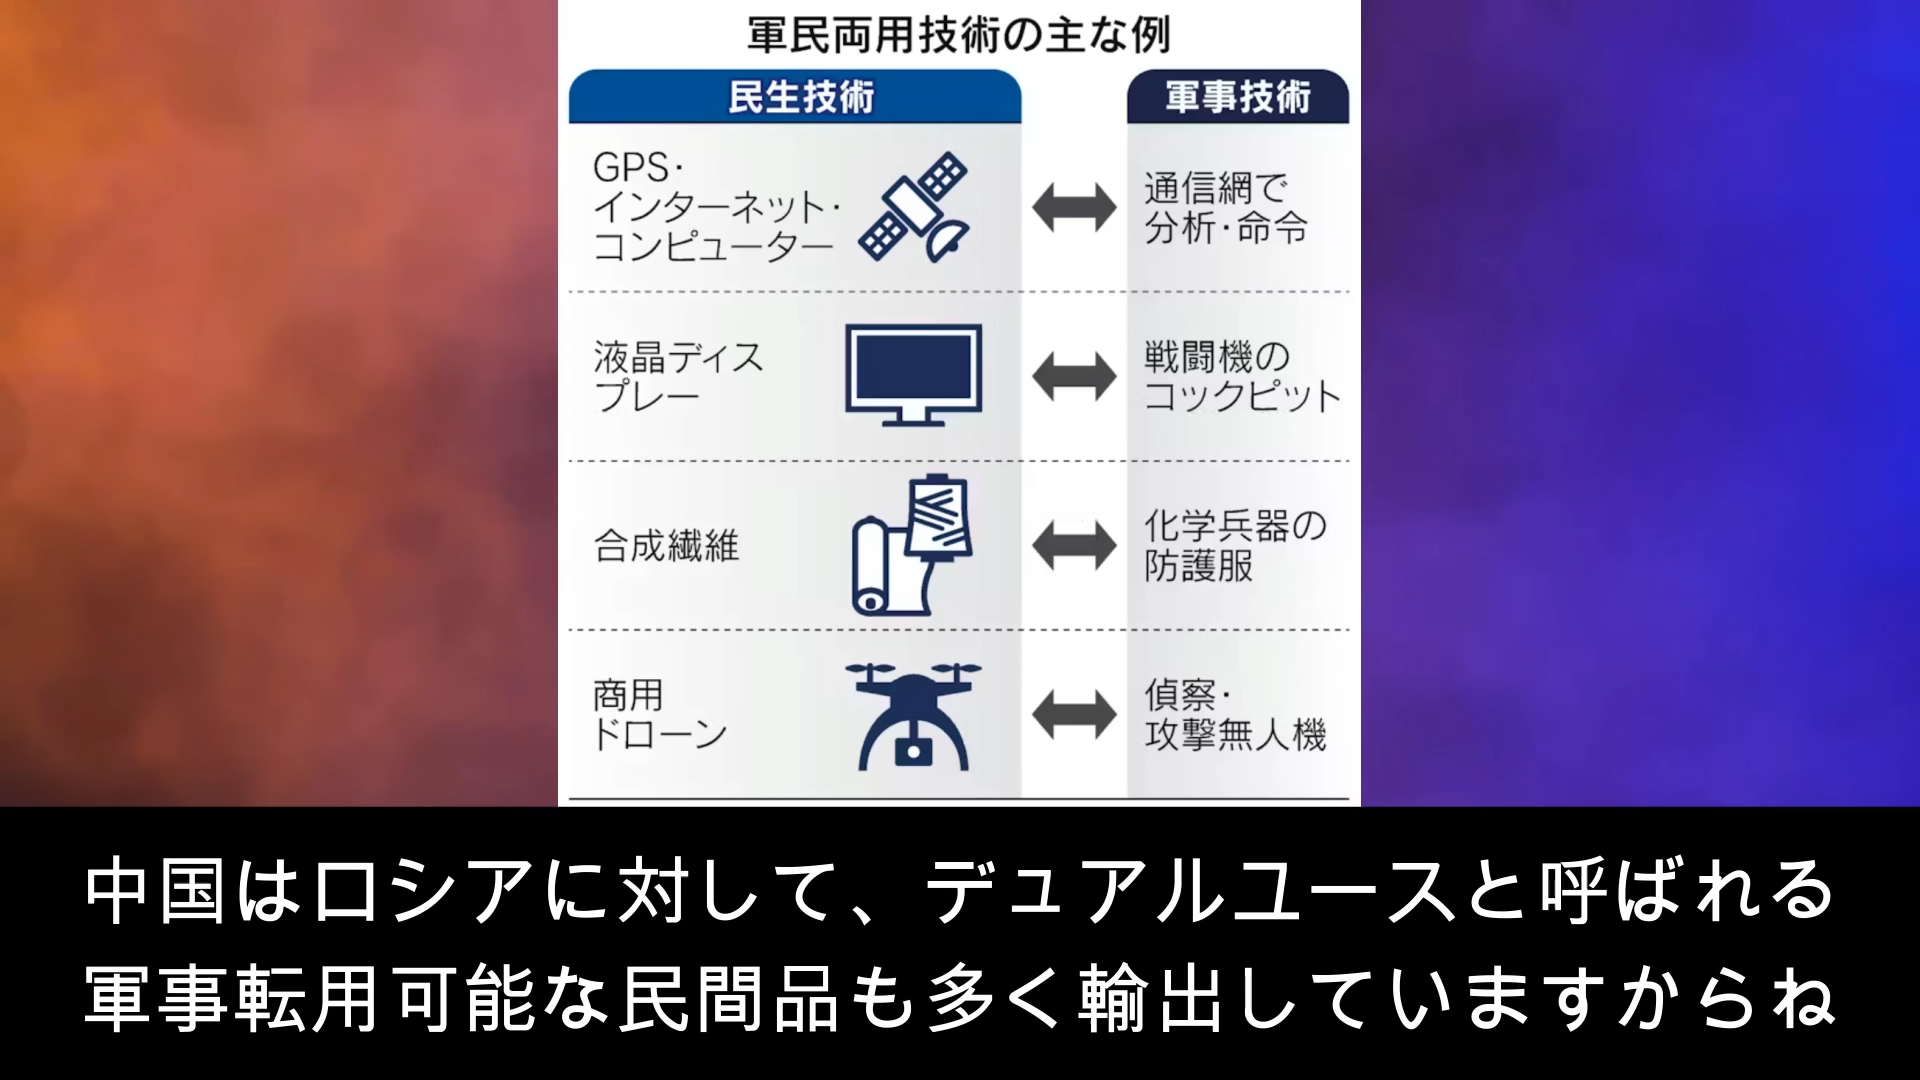 軍民両用技術の主な例
民生技術
軍事技術
GPS・
インターネット・
コンピューター
通信網で
分析・命令
液晶ディス
プレー
戦闘機の
コックピット
合成繊維
化学兵器の
防護服
商用
ドローン
偵察・
攻撃無人機
中国はロシアに対して、デュアルユースと呼ばれる
軍事転用可能な民間品も多く輸出していますからね